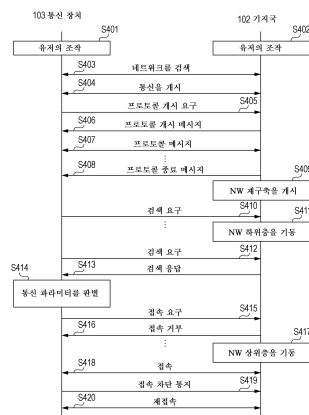 103 통신 장치
102 기지국
S401
유저의 조작
S402
유저의 조작
S403
네트워크를 검색
S404
통신을 개시
프로토콜 개시 요구
S405
S406
프로토콜 개시 메시지
S407
프로토콜 메시지
S408
프로토콜 종료 메시지
S409
NW 재구축을 개시
검색 요구
S410
S411
NW 하위층을 기동
검색 요구
S412
S413
검색 응답
S414
통신 파라미터를 판별
접속 요구
S415
S416
접속 거부
S417
NW 상위층을 기동
S418
접속
접속 차단 통지
S419
S420
재접속